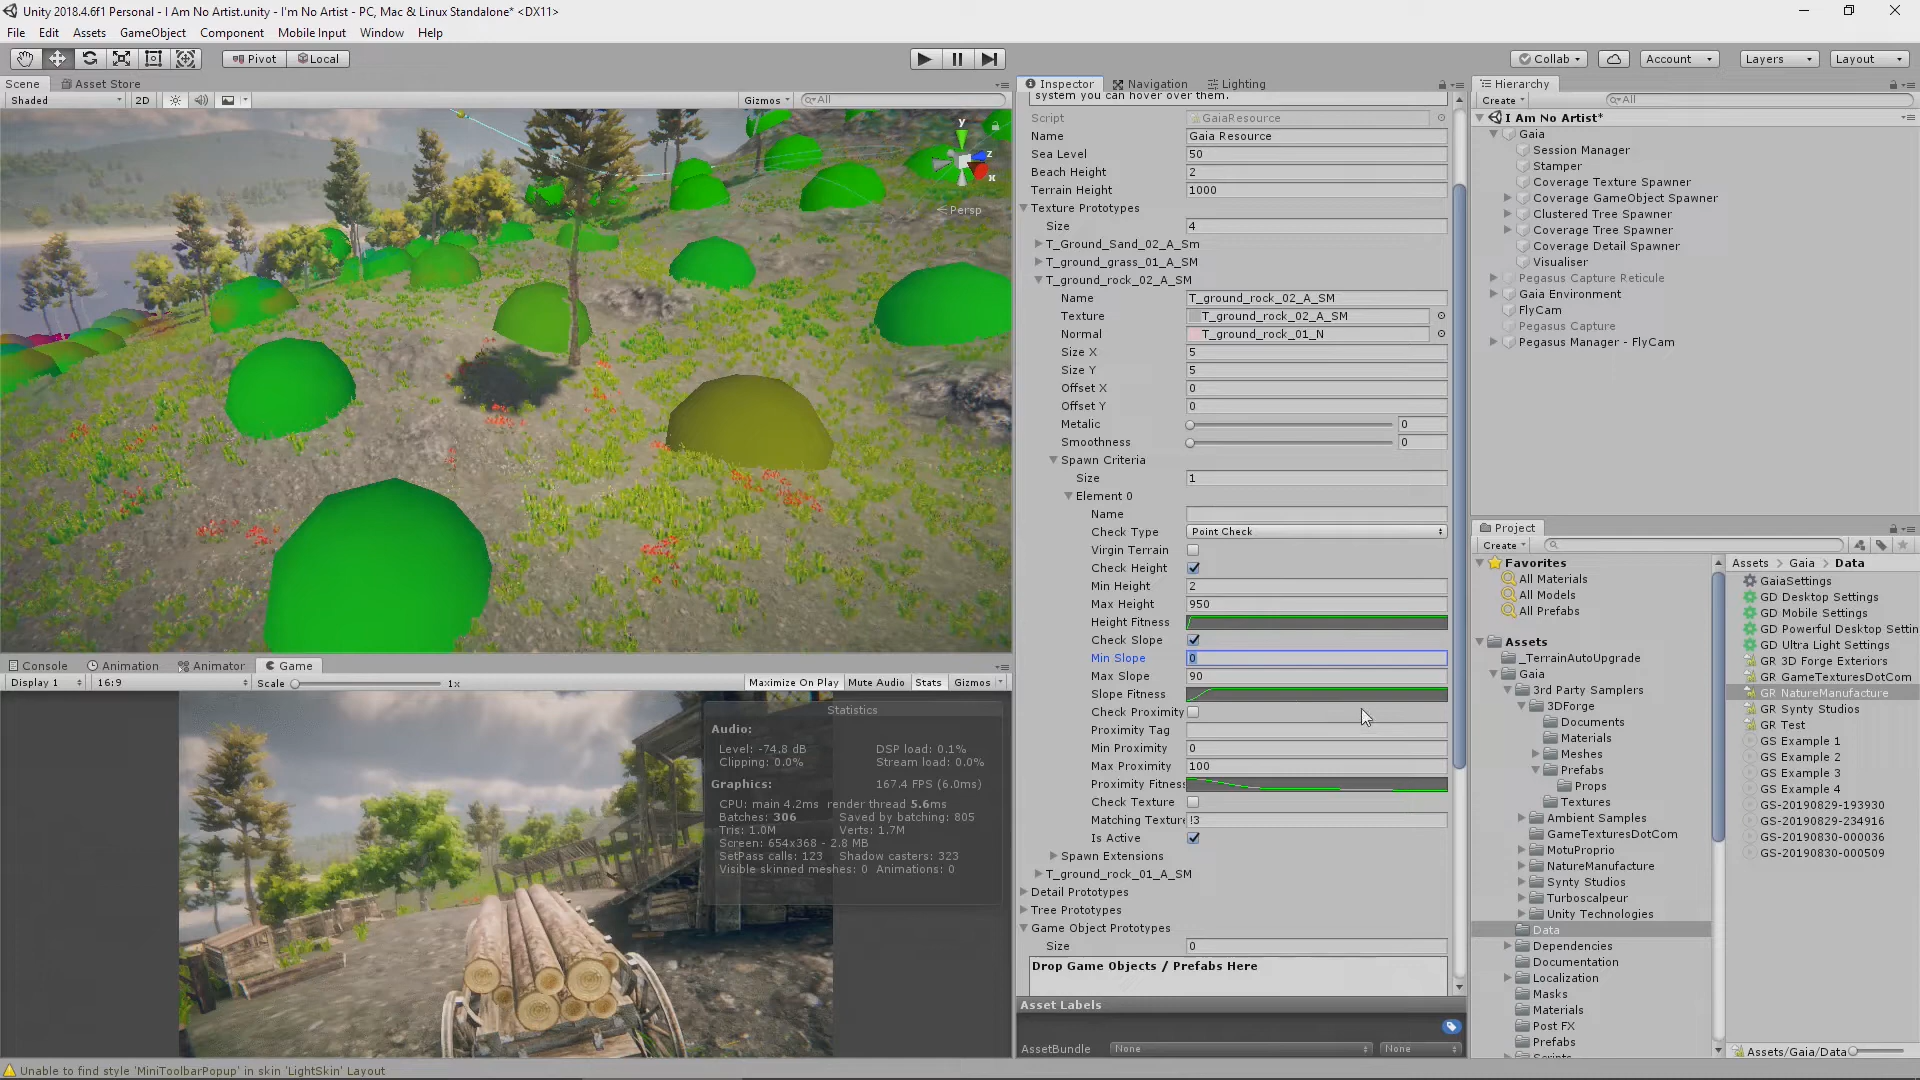 Unity 2018.4.6f1 Personal - I Am No Artist.unity - I'm No Artist - PC, Mac & Linux Standalone* <DX11>
File Edit Assets GameObject Component Mobile Input Window Help
Pivot Local Collab Account Layers Layout
Scene Asset Store
Shaded 2D Gizmos All
y
z
x
Persp
Console Animation Animator Game
Display 1 16:9 Scale 1x Maximize On Play Mute Audio Stats Gizmos
Statistics
Audio:
Level: -74.8 dB DSP load: 0.1%
Clipping: 0.0% Stream load: 0.0%
Graphics: 167.4 FPS (6.0ms)
CPU: main 4.2ms render thread 5.6ms
Batches: 306 Saved by batching: 805
Tris: 1.0M Verts: 1.7M
Screen: 654x368 - 2.8 MB
SetPass calls: 123 Shadow casters: 323
Visible skinned meshes: 0 Animations: 0
Unable to find style 'MiniToolbarPopup' in skin 'LightSkin' Layout
Inspector Navigation Lighting
system you can hover over them.
Script GaiaResource
Name Gaia Resource
Sea Level 50
Beach Height 2
Terrain Height 1000
Texture Prototypes
Size 4
T_Ground_Sand_02_A_Sm
T_ground_grass_01_A_SM
T_ground_rock_02_A_SM
Name T_ground_rock_02_A_SM
Texture T_ground_rock_02_A_SM
Normal T_ground_rock_01_N
Size X 5
Size Y 5
Offset X 0
Offset Y 0
Metalic 0
Smoothness 0
Spawn Criteria
Size 1
Element 0
Name
Check Type Point Check
Virgin Terrain
Check Height
Min Height 2
Max Height 950
Height Fitness
Check Slope
Min Slope 0
Max Slope 90
Slope Fitness
Check Proximity
Proximity Tag
Min Proximity 0
Max Proximity 100
Proximity Fitness
Check Texture
Matching Texture !3
Is Active
Spawn Extensions
T_ground_rock_01_A_SM
Detail Prototypes
Tree Prototypes
Game Object Prototypes
Size 0
Drop Game Objects / Prefabs Here
Asset Labels
AssetBundle None None
Hierarchy
Create All
I Am No Artist*
Gaia
Session Manager
Stamper
Coverage Texture Spawner
Coverage GameObject Spawner
Clustered Tree Spawner
Coverage Tree Spawner
Coverage Detail Spawner
Visualiser
Pegasus Capture Reticule
Gaia Environment
FlyCam
Pegasus Capture
Pegasus Manager - FlyCam
Project
Create
Favorites
All Materials
All Models
All Prefabs
Assets
_TerrainAutoUpgrade
Gaia
3rd Party Samplers
3DForge
Documents
Materials
Meshes
Prefabs
Props
Textures
Ambient Samples
GameTexturesDotCom
MotuProprio
NatureManufacture
Synty Studios
Turboscalpeur
Unity Technologies
Data
Dependencies
Documentation
Localization
Masks
Materials
Post FX
Prefabs
Scripts
Assets Gaia Data
GaiaSettings
GD Desktop Settings
GD Mobile Settings
GD Powerful Desktop Settin
GD Ultra Light Settings
GR 3D Forge Exteriors
GR GameTexturesDotCom
GR NatureManufacture
GR Synty Studios
GR Test
GS Example 1
GS Example 2
GS Example 3
GS Example 4
GS-20190829-193930
GS-20190829-234916
GS-20190830-000036
GS-20190830-000509
Assets/Gaia/Data